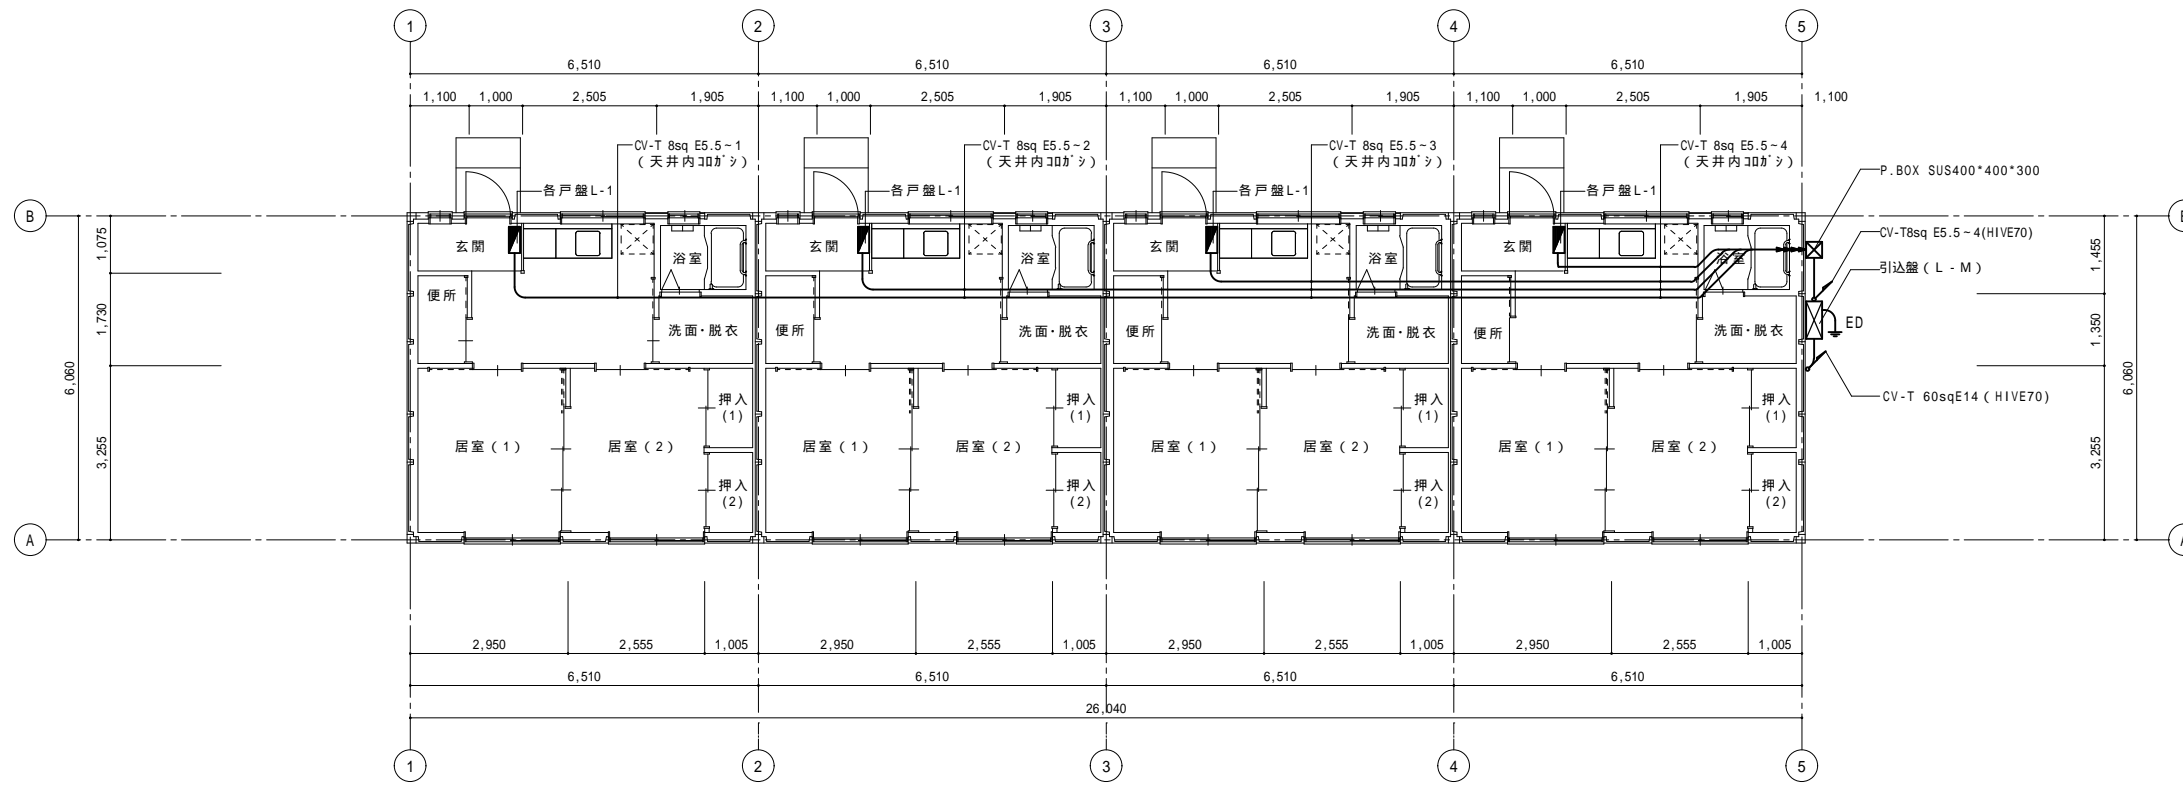 1 2 3 4 5
6,510 6,510 6,510 6,510
1,100 1,000 2,505 1,905 1,100 1,000 2,505 1,905 1,100 1,000 2,505 1,905 1,100 1,000 2,505 1,905 1,100
CV-T 8sq E5.5~1 CV-T 8sq E5.5~2 CV-T 8sq E5.5~3 CV-T 8sq E5.5~4
(天井内コロガシ) (天井内コロガシ) (天井内コロガシ) (天井内コロガシ)
P.BOX SUS400*400*300
各戸盤L-1 各戸盤L-1 各戸盤L-1 各戸盤L-1
B
CV-T8sq E5.5~4(HIVE70)
玄関 玄関 玄関 玄関
浴室 浴室 浴室 浴室
1,075 1,455
引込盤(L-M)
便所
1,730 1,350
ED
洗面・脱衣 便所 洗面・脱衣 便所 洗面・脱衣 便所 洗面・脱衣
6,060 6,060
CV-T 60sqE14(HIVE70)
押入 押入 押入 押入
(1) (1) (1) (1)
3,255 3,255
居室(1) 居室(2) 居室(1) 居室(2) 居室(1) 居室(2) 居室(1) 居室(2)
押入 押入 押入 押入
(2) (2) (2) (2)
A
2,950 2,555 1,005 2,950 2,555 1,005 2,950 2,555 1,005 2,950 2,555 1,005
6,510 6,510 6,510 6,510
26,040
1 2 3 4 5